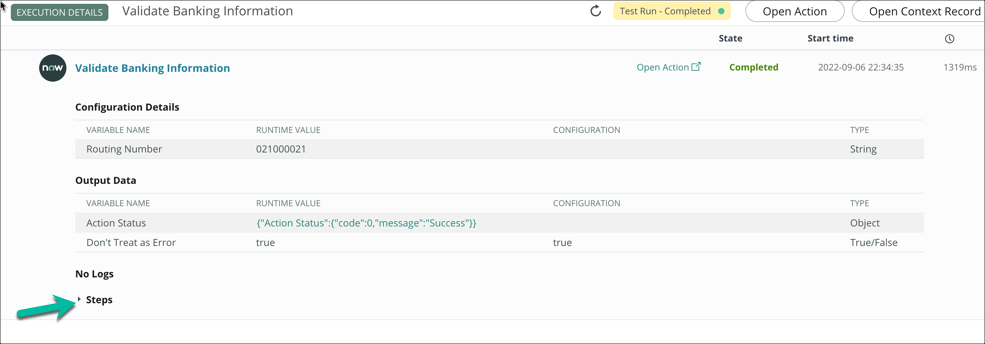 EXECUTION DETAILS Validate Banking Information Test Run - Completed Open Action Open Context Record
State Start time
now Validate Banking Information Open Action Completed 2022-09-06 22:34:35 1319ms
Configuration Details
VARIABLE NAME RUNTIME VALUE CONFIGURATION TYPE
Routing Number 021000021 String
Output Data
VARIABLE NAME RUNTIME VALUE CONFIGURATION TYPE
Action Status {"Action Status":{"code":0,"message":"Success"}} Object
Don't Treat as Error true true True/False
No Logs
Steps